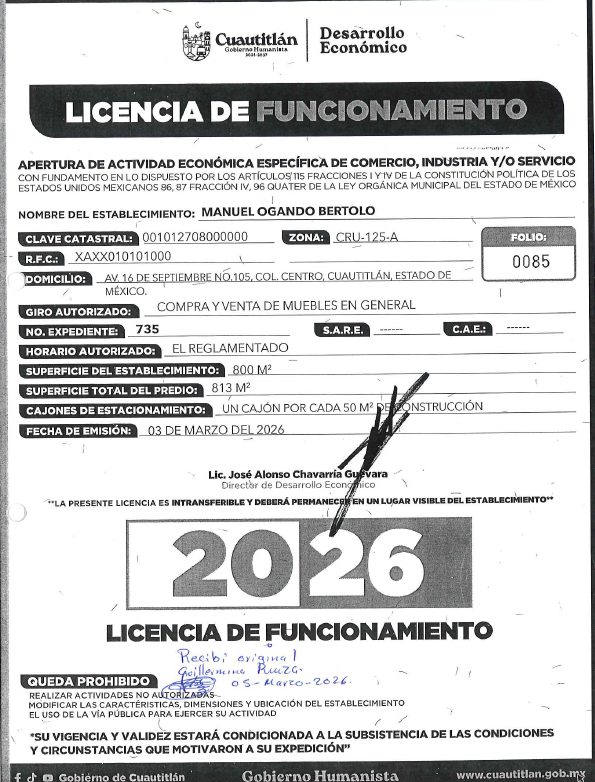 Cuautitlán
Gobierno Humanista
2025-2027
Desarrollo
Económico
LICENCIA DE FUNCIONAMIENTO
APERTURA DE ACTIVIDAD ECONÓMICA ESPECÍFICA DE COMERCIO, INDUSTRIA Y/O SERVICIO
CON FUNDAMENTO EN LO DISPUESTO POR LOS ARTÍCULOS 115 FRACCIONES I Y IV DE LA CONSTITUCIÓN POLÍTICA DE LOS
ESTADOS UNIDOS MEXICANOS 86, 87 FRACCIÓN IV, 96 QUATER DE LA LEY ORGÁNICA MUNICIPAL DEL ESTADO DE MÉXICO
NOMBRE DEL ESTABLECIMIENTO: MANUEL OGANDO BERTOLO
CLAVE CATASTRAL: 001012708000000 ZONA: CRU-125-A
FOLIO:
0085
R.F.C.: XAXX010101000
DOMICILIO: AV. 16 DE SEPTIEMBRE NO.105, COL. CENTRO, CUAUTITLÁN, ESTADO DE
MÉXICO.
GIRO AUTORIZADO: COMPRA Y VENTA DE MUEBLES EN GENERAL
NO. EXPEDIENTE: 735 S.A.R.E. ------ C.A.E.: ------
HORARIO AUTORIZADO: EL REGLAMENTADO
SUPERFICIE DEL ESTABLECIMIENTO: 800 M²
SUPERFICIE TOTAL DEL PREDIO: 813 M²
CAJONES DE ESTACIONAMIENTO: UN CAJÓN POR CADA 50 M² DE CONSTRUCCIÓN
FECHA DE EMISIÓN: 03 DE MARZO DEL 2026
Lic. José Alonso Chavarría Guevara
Director de Desarrollo Económico
**LA PRESENTE LICENCIA ES INTRANSFERIBLE Y DEBERÁ PERMANECER EN UN LUGAR VISIBLE DEL ESTABLECIMIENTO**
2026
LICENCIA DE FUNCIONAMIENTO
Recibi original
Guillermina
05-Marzo-2026.
QUEDA PROHIBIDO
REALIZAR ACTIVIDADES NO AUTORIZADAS
MODIFICAR LAS CARACTERÍSTICAS, DIMENSIONES Y UBICACIÓN DEL ESTABLECIMIENTO
EL USO DE LA VÍA PÚBLICA PARA EJERCER SU ACTIVIDAD
"SU VIGENCIA Y VALIDEZ ESTARÁ CONDICIONADA A LA SUBSISTENCIA DE LAS CONDICIONES
Y CIRCUNSTANCIAS QUE MOTIVARON A SU EXPEDICIÓN"
Gobierno de Cuautitlán Gobierno Humanista www.cuautitlan.gob.mx